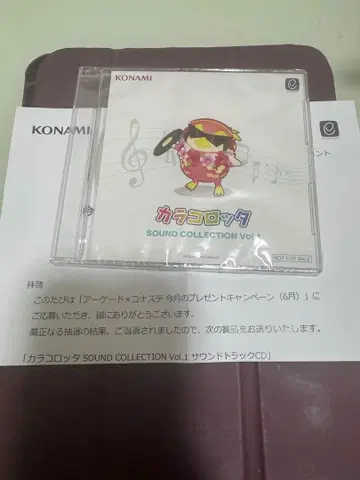 KONAMI
カラコロッタ
SOUND COLLECTION Vol.1
NOT FOR SALE
KONAMI
e
ント
拝啓
このたびは「アーケード×コナステ 今月のプレゼントキャンペーン（6月）」に
ご応募いただき、誠にありがとうございます。
厳正なる抽選の結果、ご当選されましたので、次の製品をお送りいたします。
「カラコロッタ SOUND COLLECTION Vol.1 サウンドトラックCD」